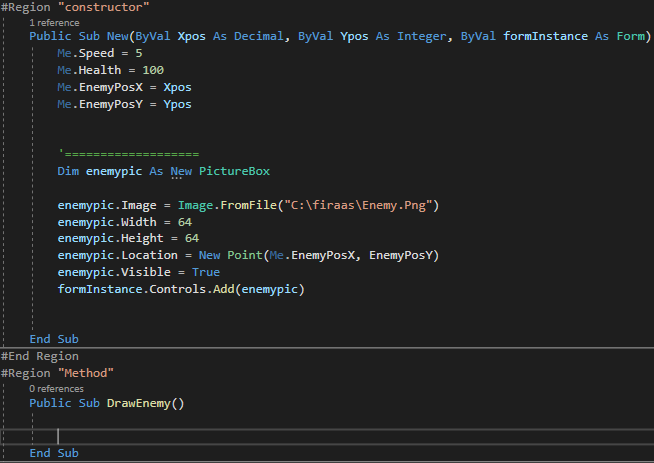 #Region "constructor"
1 reference
Public Sub New(ByVal Xpos As Decimal, ByVal Ypos As Integer, ByVal formInstance As Form)
Me.Speed = 5
Me.Health = 100
Me.EnemyPosX = Xpos
Me.EnemyPosY = Ypos
'===================
Dim enemypic As New PictureBox
enemypic.Image = Image.FromFile("C:\firaas\Enemy.Png")
enemypic.Width = 64
enemypic.Height = 64
enemypic.Location = New Point(Me.EnemyPosX, EnemyPosY)
enemypic.Visible = True
formInstance.Controls.Add(enemypic)
End Sub
#End Region
#Region "Method"
0 references
Public Sub DrawEnemy()
End Sub